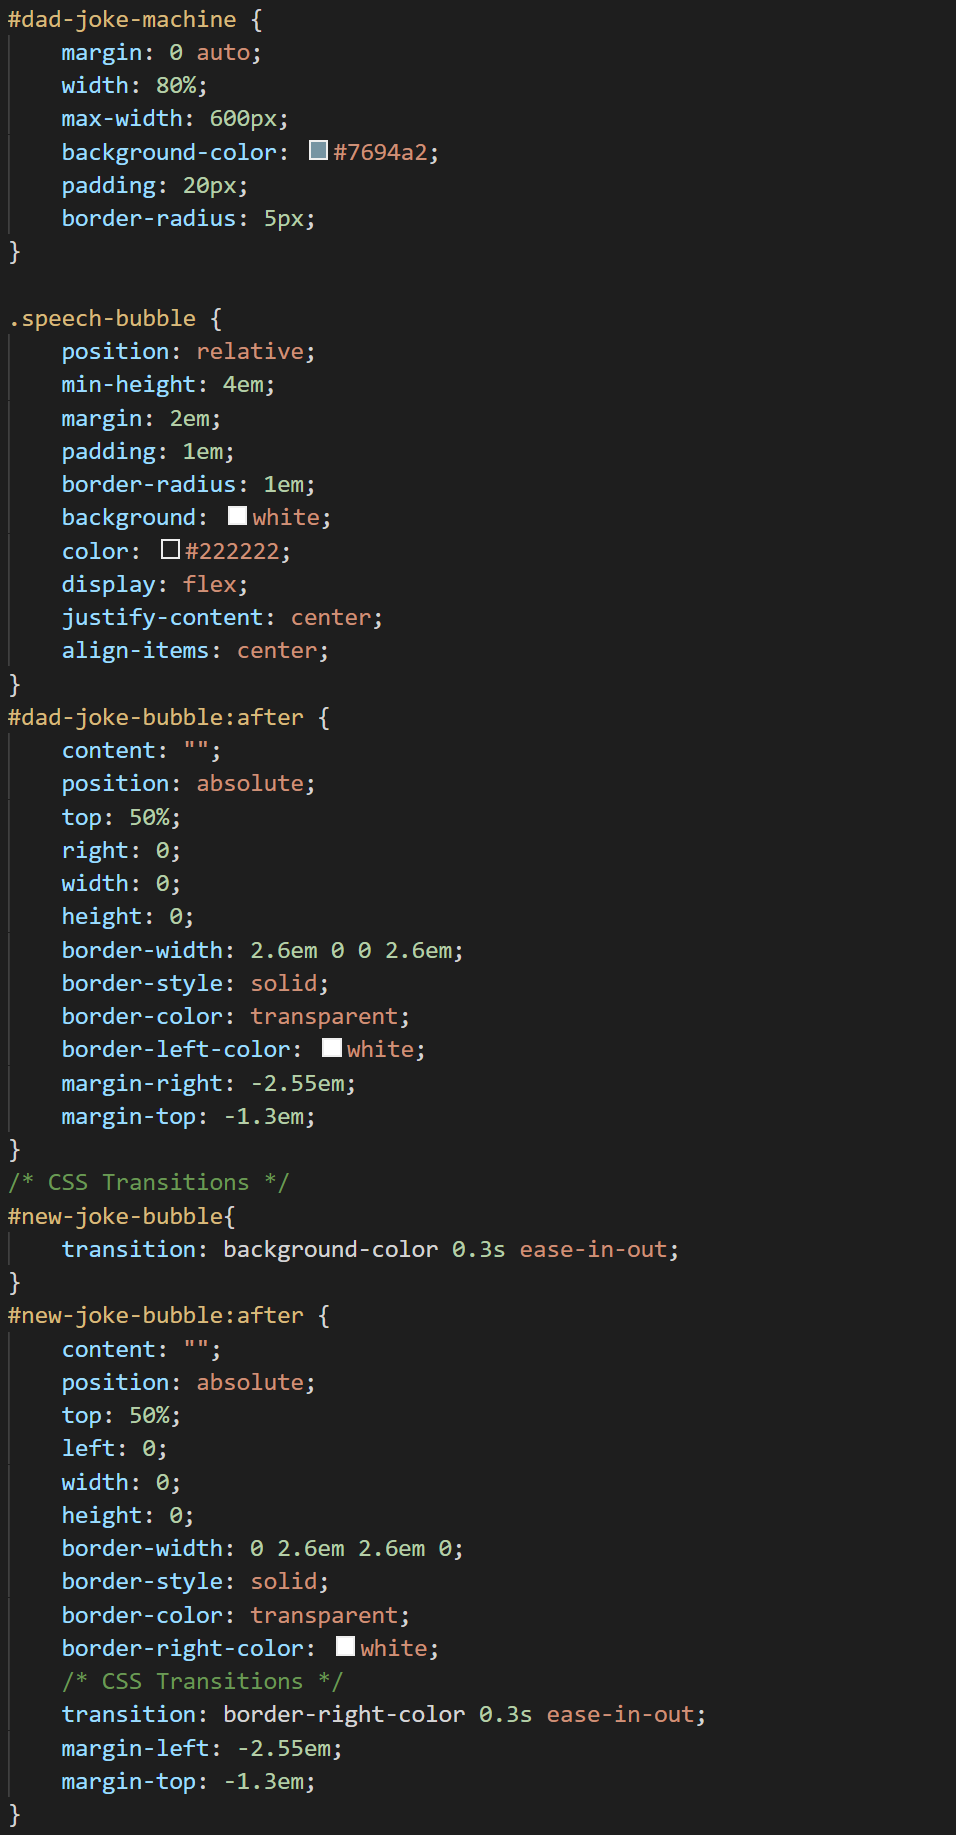 #dad-joke-machine {
    margin: 0 auto;
    width: 80%;
    max-width: 600px;
    background-color: #7694a2;
    padding: 20px;
    border-radius: 5px;
}

.speech-bubble {
    position: relative;
    min-height: 4em;
    margin: 2em;
    padding: 1em;
    border-radius: 1em;
    background: white;
    color: #222222;
    display: flex;
    justify-content: center;
    align-items: center;
}
#dad-joke-bubble:after {
    content: "";
    position: absolute;
    top: 50%;
    right: 0;
    width: 0;
    height: 0;
    border-width: 2.6em 0 0 2.6em;
    border-style: solid;
    border-color: transparent;
    border-left-color: white;
    margin-right: -2.55em;
    margin-top: -1.3em;
}
/* CSS Transitions */
#new-joke-bubble{
    transition: background-color 0.3s ease-in-out;
}
#new-joke-bubble:after {
    content: "";
    position: absolute;
    top: 50%;
    left: 0;
    width: 0;
    height: 0;
    border-width: 0 2.6em 2.6em 0;
    border-style: solid;
    border-color: transparent;
    border-right-color: white;
    /* CSS Transitions */
    transition: border-right-color 0.3s ease-in-out;
    margin-left: -2.55em;
    margin-top: -1.3em;
}